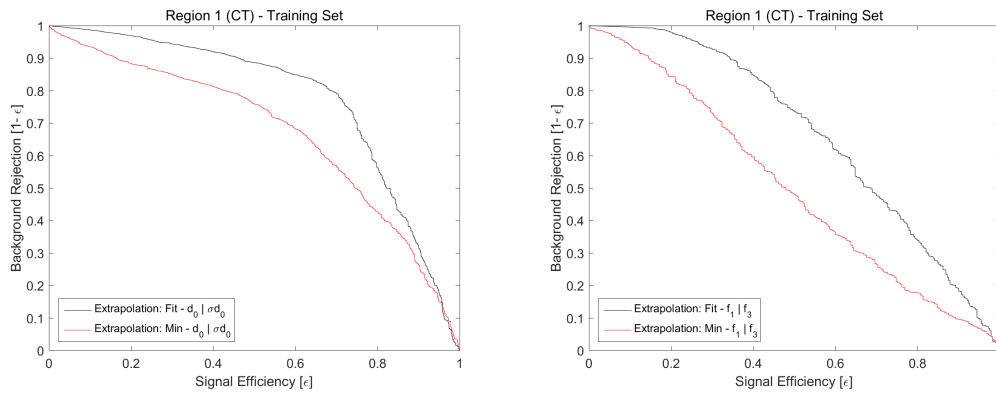 Region 1 (CT) - Training Set
Background Rejection [1- ϵ]
1
0.9
0.8
0.7
0.6
0.5
0.4
0.3
0.2
0.1
0
Extrapolation: Fit - d₀ | σd₀
Extrapolation: Min - d₀ | σd₀
0 0.2 0.4 0.6 0.8 1
Signal Efficiency [ϵ]
Region 1 (CT) - Training Set
Background Rejection [1- ϵ]
1
0.9
0.8
0.7
0.6
0.5
0.4
0.3
0.2
0.1
0
Extrapolation: Fit - f₁ | f₃
Extrapolation: Min - f₁ | f₃
0 0.2 0.4 0.6 0.8
Signal Efficiency [ϵ]